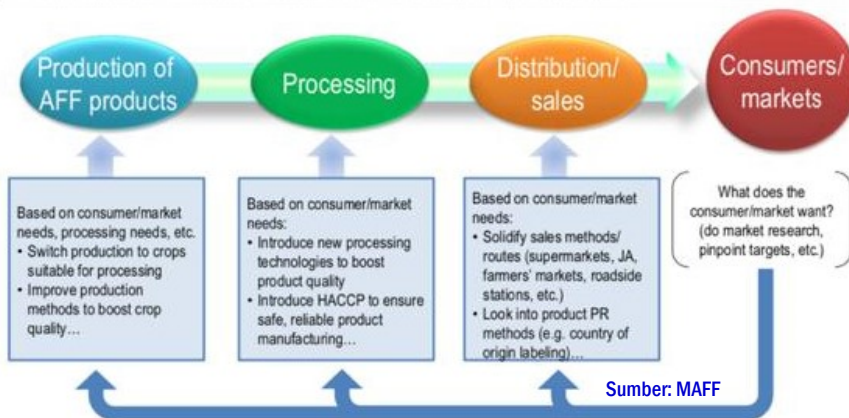 Production of
AFF products
Processing
Distribution/
sales
Consumers/
markets
Based on consumer/market
needs, processing needs, etc.
• Switch production to crops
suitable for processing
• Improve production
methods to boost crop
quality…
Based on consumer/market
needs:
• Introduce new processing
technologies to boost
product quality
• Introduce HACCP to ensure
safe, reliable product
manufacturing…
Based on consumer/market
needs:
• Solidify sales methods/
routes (supermarkets, JA,
farmers’ markets, roadside
stations, etc.)
• Look into product PR
methods (e.g. country of
origin labeling)…
What does the
consumer/market want?
(do market research,
pinpoint targets, etc.)
Sumber: MAFF